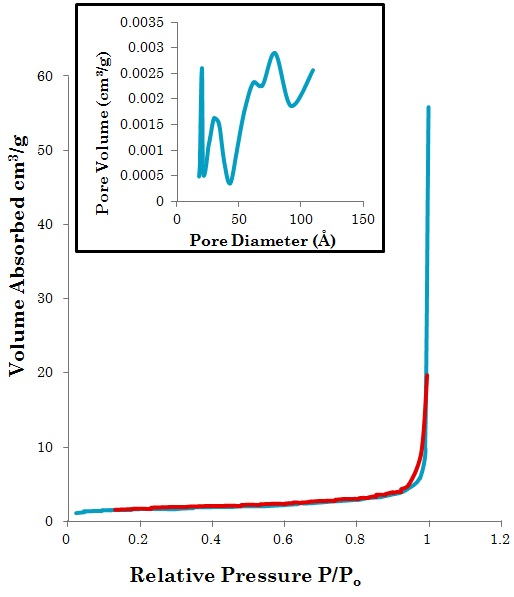 0.0035
0.003
0.0025
0.002
0.0015
0.001
0.0005
0
Pore Volume (cm³/g)
0 50 100 150
Pore Diameter (Å)
60
50
40
30
20
10
0
Volume Absorbed cm³/g
0 0.2 0.4 0.6 0.8 1 1.2
Relative Pressure P/Pₒ